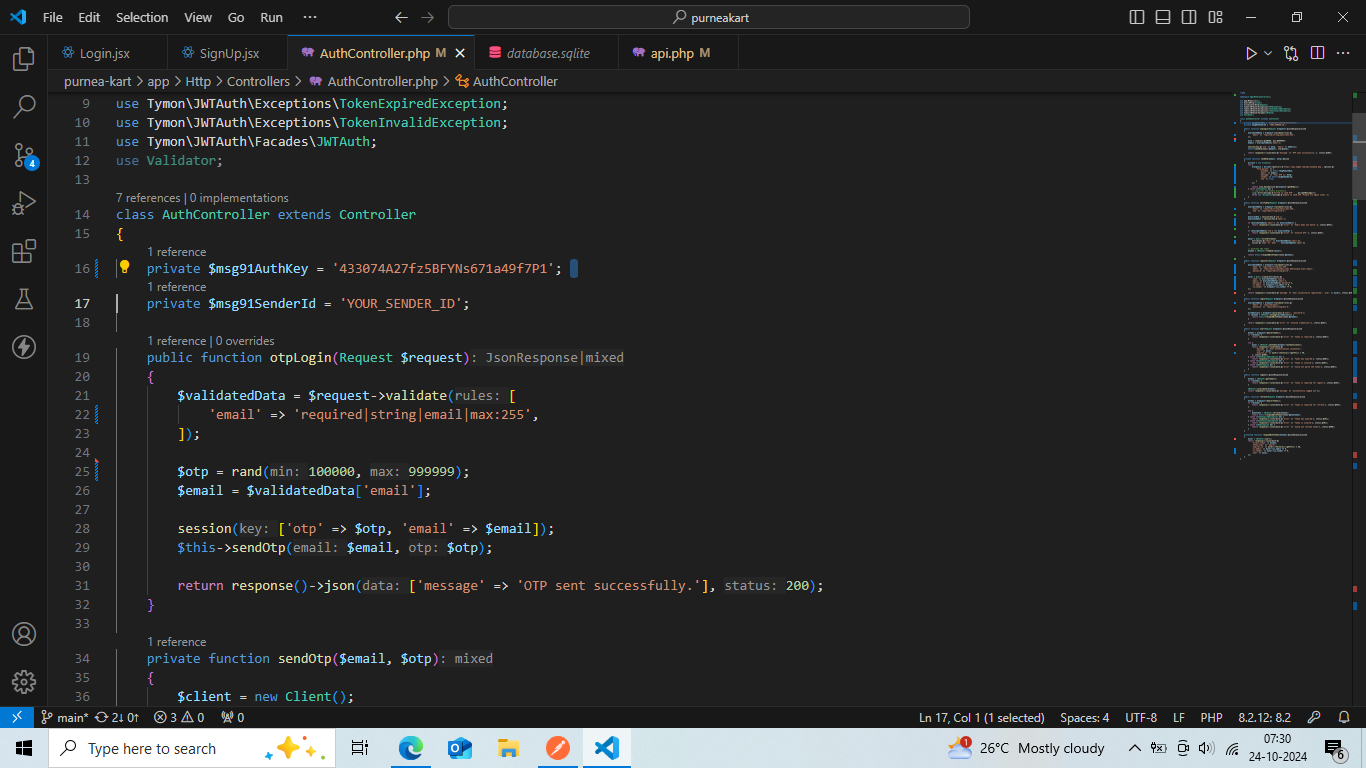 File Edit Selection View Go Run ··· purneakart
Login.jsx SignUp.jsx AuthController.php M database.sqlite api.php M
purnea-kart > app > Http > Controllers > AuthController.php > AuthController
9 use Tymon\JWTAuth\Exceptions\TokenExpiredException;
10 use Tymon\JWTAuth\Exceptions\TokenInvalidException;
11 use Tymon\JWTAuth\Facades\JWTAuth;
12 use Validator;
13
7 references | 0 implementations
14 class AuthController extends Controller
15 {
1 reference
16 private $msg91AuthKey = '433074A27fz5BFYNs671a49f7P1';
1 reference
17 private $msg91SenderId = 'YOUR_SENDER_ID';
18
1 reference | 0 overrides
19 public function otpLogin(Request $request): JsonResponse|mixed
20 {
21 $validatedData = $request->validate(rules: [
22 'email' => 'required|string|email|max:255',
23 ]);
24
25 $otp = rand(min: 100000, max: 999999);
26 $email = $validatedData['email'];
27
28 session(key: ['otp' => $otp, 'email' => $email]);
29 $this->sendOtp(email: $email, otp: $otp);
30
31 return response()->json(data: ['message' => 'OTP sent successfully.'], status: 200);
32 }
33
1 reference
34 private function sendOtp($email, $otp): mixed
35 {
36 $client = new Client();
4
main* 2↓ 0↑ 3 0 0 Ln 17, Col 1 (1 selected) Spaces: 4 UTF-8 LF PHP 8.2.12: 8.2
Type here to search 1 26°C Mostly cloudy 07:30
24-10-2024 6